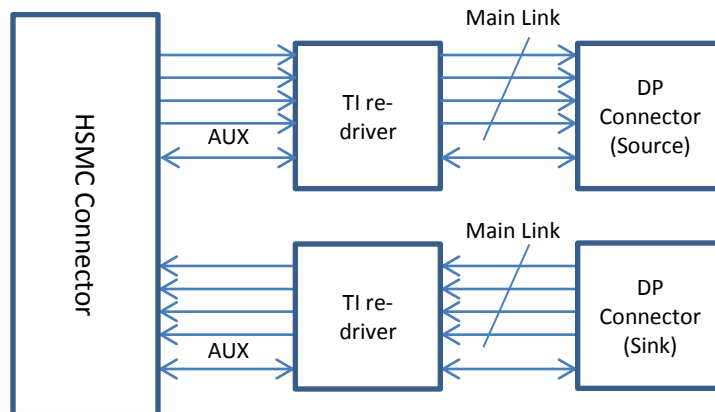 HSMC Connector
AUX
TI re-
driver
Main Link
DP
Connector
(Source)
AUX
TI re-
driver
Main Link
DP
Connector
(Sink)